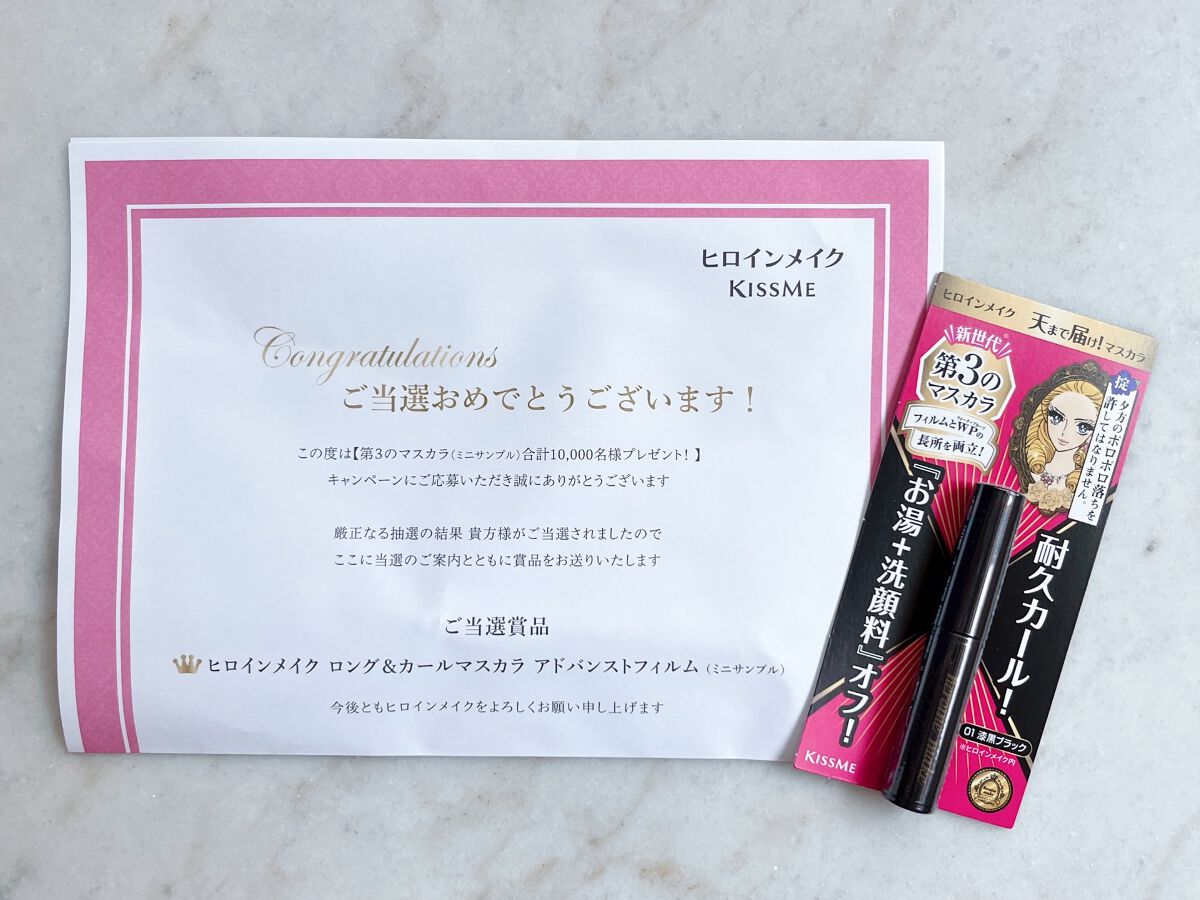 ヒロインメイク
KISSME
Congratulations
ご当選おめでとうございます！
この度は【第3のマスカラ（ミニサンプル）合計10,000名様プレゼント！】
キャンペーンにご応募いただき誠にありがとうございます
厳正なる抽選の結果 貴方様がご当選されましたので
ここに当選のご案内とともに賞品をお送りいたします
ご当選賞品
ヒロインメイク ロング＆カールマスカラ アドバンストフィルム（ミニサンプル）
今後ともヒロインメイクをよろしくお願い申し上げます
ヒロインメイク 天まで届け！マスカラ
新世代※
第3の
マスカラ
フィルムとWPの
長所を両立！
掟
夕方のボロボロ落ちを
許してはなりません。
耐久カール！
『お湯+洗顔料』オフ！
01 漆黒ブラック
※ヒロインメイク内
KISSME